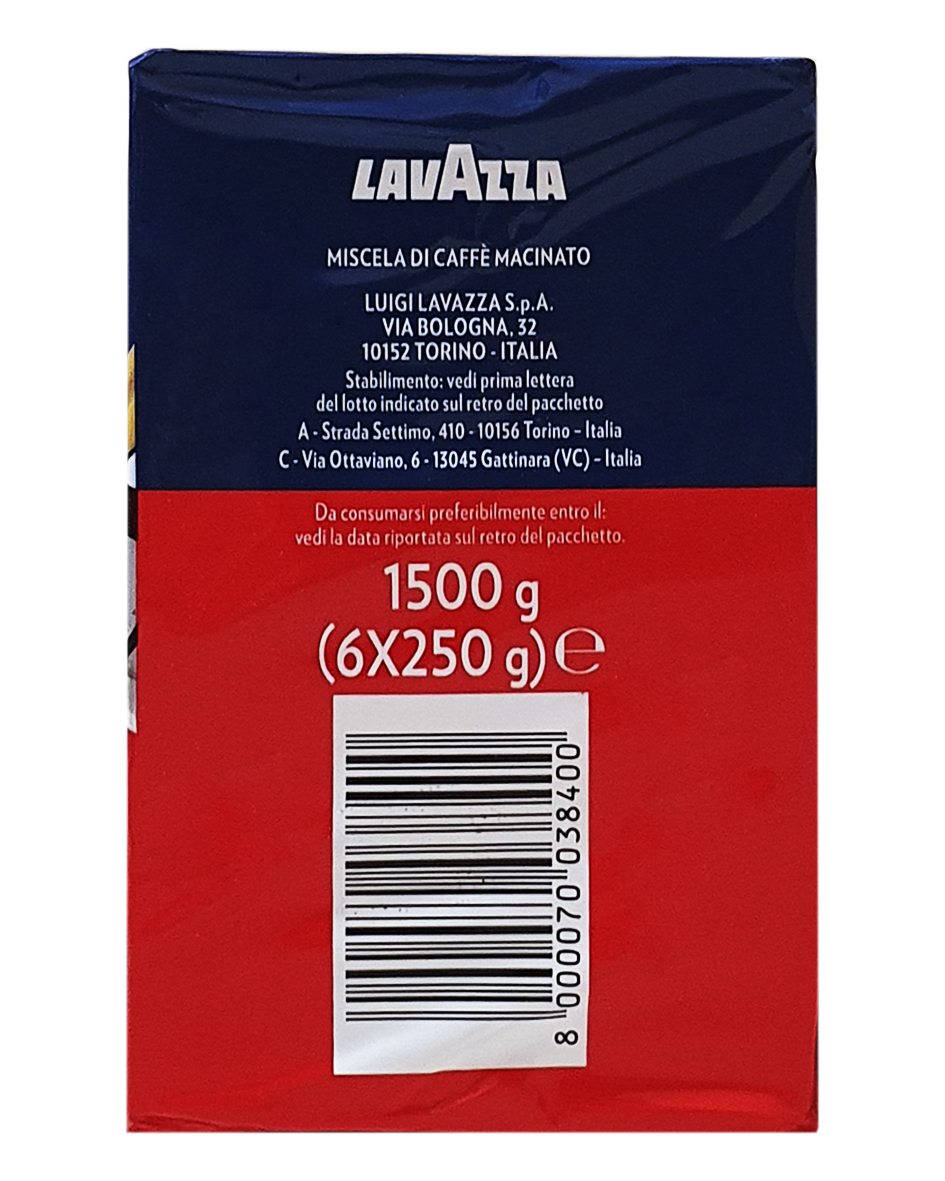 LAVAZZA
MISCELA DI CAFFÈ MACINATO
LUIGI LAVAZZA S.p.A.
VIA BOLOGNA, 32
10152 TORINO - ITALIA
Stabilimento: vedi prima lettera
del lotto indicato sul retro del pacchetto
A - Strada Settimo, 410 - 10156 Torino – Italia
C - Via Ottaviano, 6 - 13045 Gattinara (VC) – Italia
Da consumarsi preferibilmente entro il:
vedi la data riportata sul retro del pacchetto.
1500 g
(6X250 g) ℮
8 000070 038400